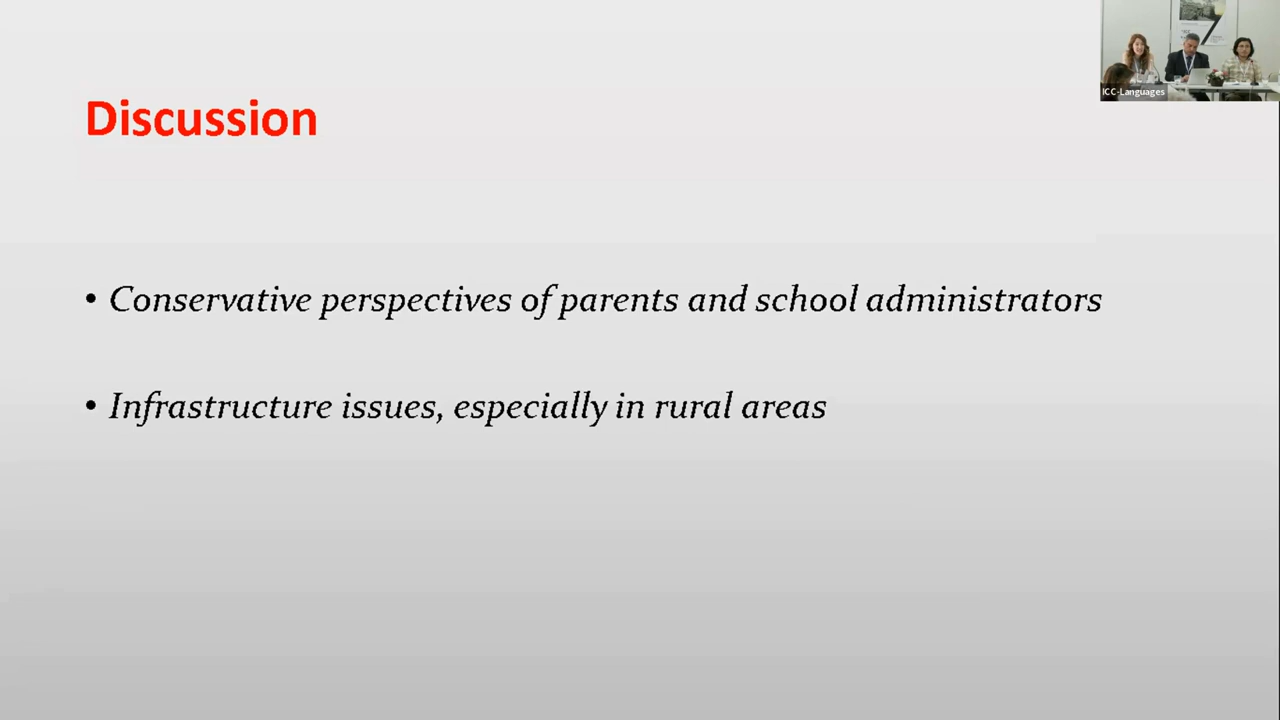 ICC-Languages
Discussion
• Conservative perspectives of parents and school administrators
• Infrastructure issues, especially in rural areas